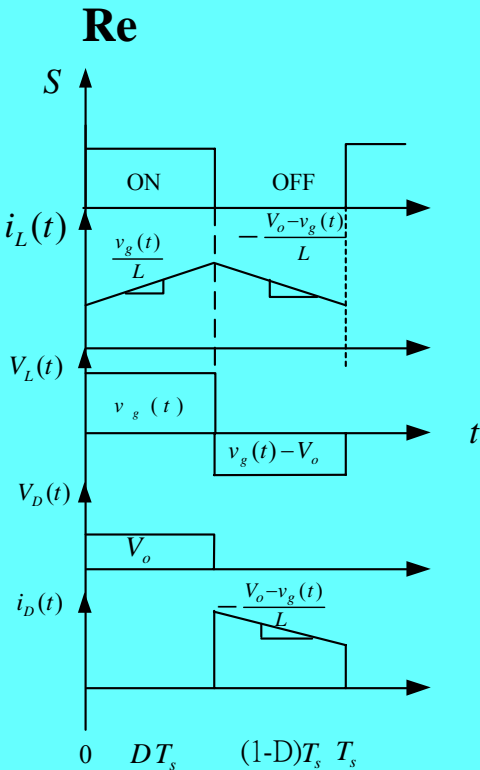 Re
S
ON OFF
i_L(t) v_g(t)/L −(V_o−v_g(t))/L
V_L(t)
v_g(t)
t
v_g(t)−V_o
V_D(t)
V_o
i_D(t) −(V_o−v_g(t))/L
0 DT_s (1-D)T_s T_s